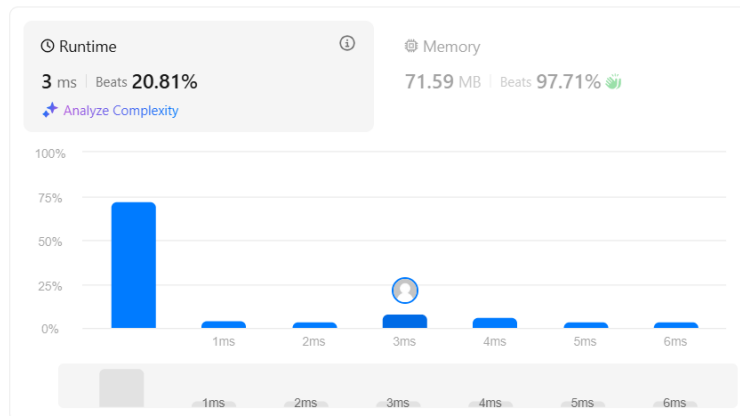 Runtime
3 ms | Beats 20.81%
Analyze Complexity
Memory
71.59 MB | Beats 97.71%
100%
75%
50%
25%
0%
1ms 2ms 3ms 4ms 5ms 6ms
1ms 2ms 3ms 4ms 5ms 6ms